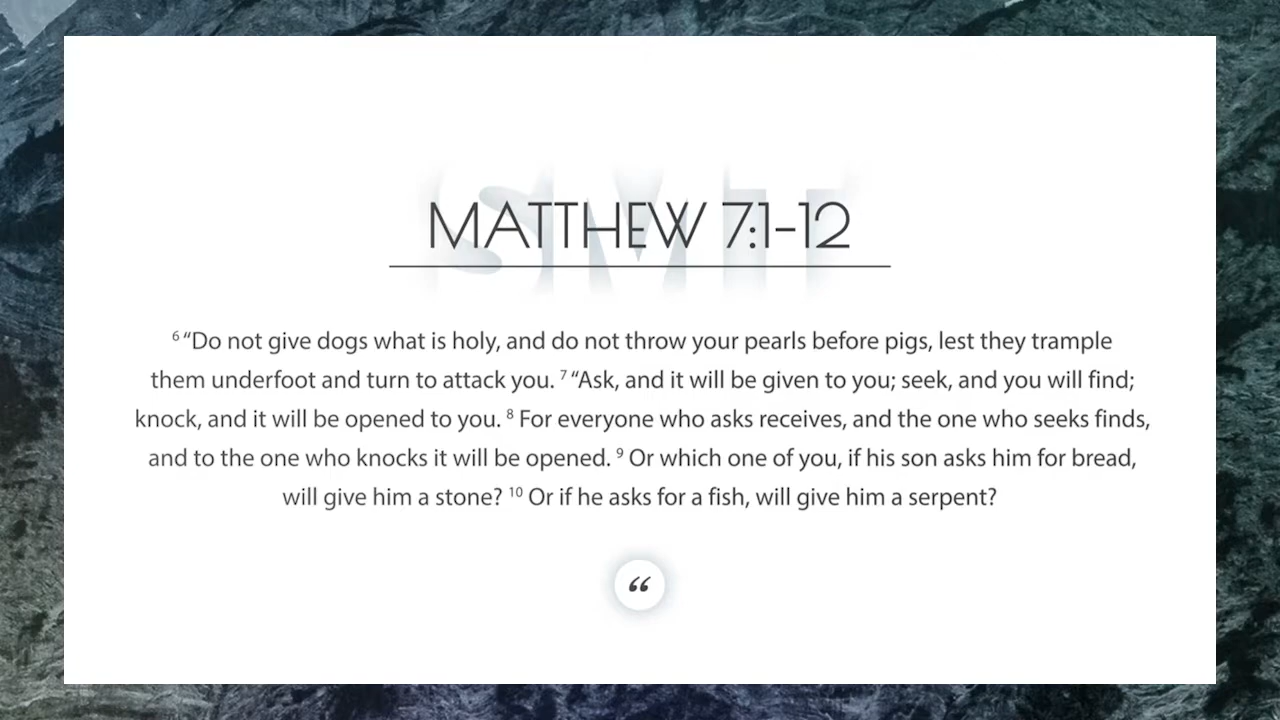 SMT
MATTHEW 7:1-12
6 “Do not give dogs what is holy, and do not throw your pearls before pigs, lest they trample
them underfoot and turn to attack you. 7 “Ask, and it will be given to you; seek, and you will find;
knock, and it will be opened to you. 8 For everyone who asks receives, and the one who seeks finds,
and to the one who knocks it will be opened. 9 Or which one of you, if his son asks him for bread,
will give him a stone? 10 Or if he asks for a fish, will give him a serpent?
“